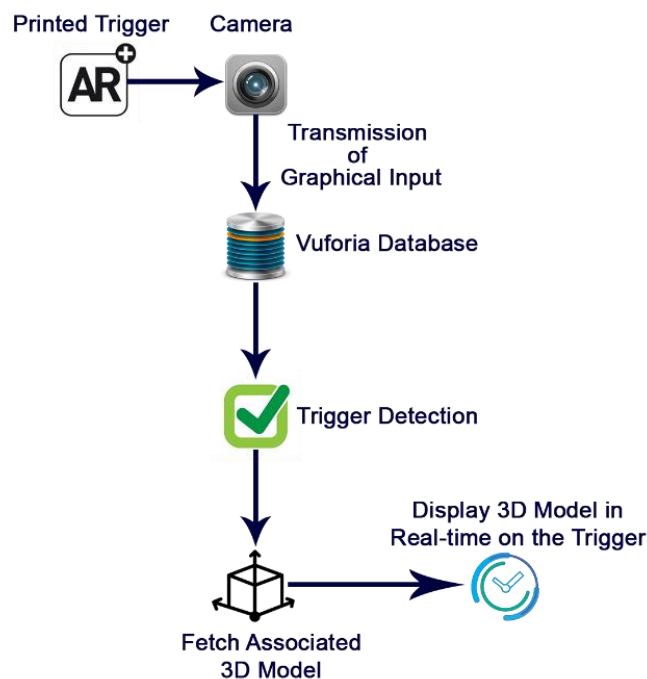 Printed Trigger
Camera
AR
Transmission
of
Graphical Input
Vuforia Database
Trigger Detection
Display 3D Model in
Real-time on the Trigger
Fetch Associated
3D Model